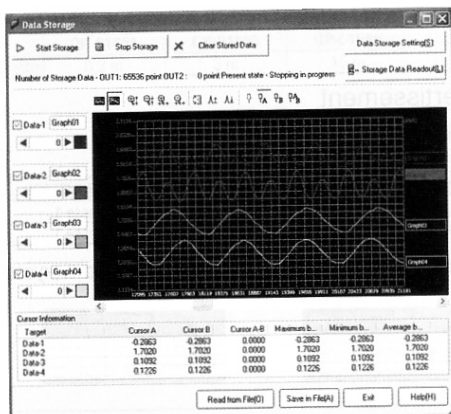 Data Storage
Start Storage
Stop Storage
Clear Stored Data
Data Storage Setting(S)
Number of Storage Data - OUT1: 65536 point OUT2 : 0 point Present state - Stopping in progress
Storage Data Readout(L)
Data-1 Graph01
0
Data-2 Graph02
0
Data-3 Graph03
0
Data-4 Graph04
0
Graph03
Graph04
Cursor Information
Target Cursor A Cursor B Cursor A-B Maximum b... Minimum b... Average b...
Data-1 -0.2863 -0.2863 0.0000 -0.2863 -0.2863 -0.2863
Data-2 1.7020 1.7020 0.0000 1.7020 1.7020 1.7020
Data-3 0.1092 0.1092 0.0000 0.1092 0.1092 0.1092
Data-4 0.1226 0.1226 0.0000 0.1226 0.1226 0.1226
Read from File(O)
Save in File(A)
Exit
Help(H)